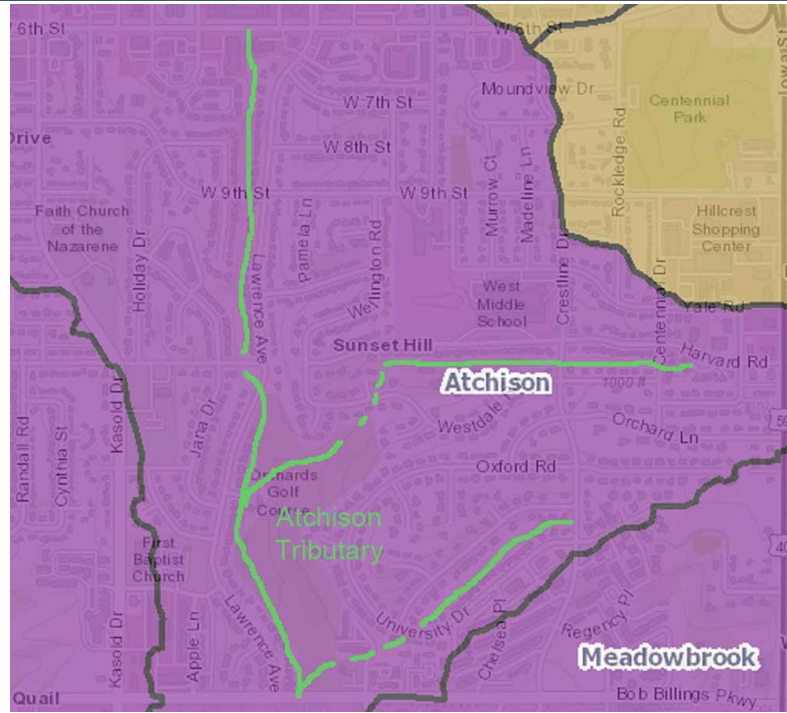 W 6th St
W 6th St
Iowa St
Moundview Dr
W 7th St
Centennial
Park
Drive
Rockledge Rd
W 8th St
W 9th St
W 9th St
Murrow Ct
Madeline Ln
Faith Church
of the
Nazarene
Hillcrest
Shopping
Center
Holiday Dr
Pamela Ln
Wellington Rd
Crestline Dr
Lawrence Ave
West
Middle
School
Centennial Dr
Yale Rd
Sunset Hill
Harvard Rd
Atchison
1000 ft
Kasold Dr
Jana Dr
Westdale
Orchard Ln
59
Randall Rd
Cynthia St
Oxford Rd
Orchards
Golf
Course
Atchison
Tributary
First
Baptist
Church
40
Lawrence Ave
University Dr
Chelsea Pl
Regency Pl
Kasold Dr
Apple Ln
Meadowbrook
Quail
Bob Billings Pkwy